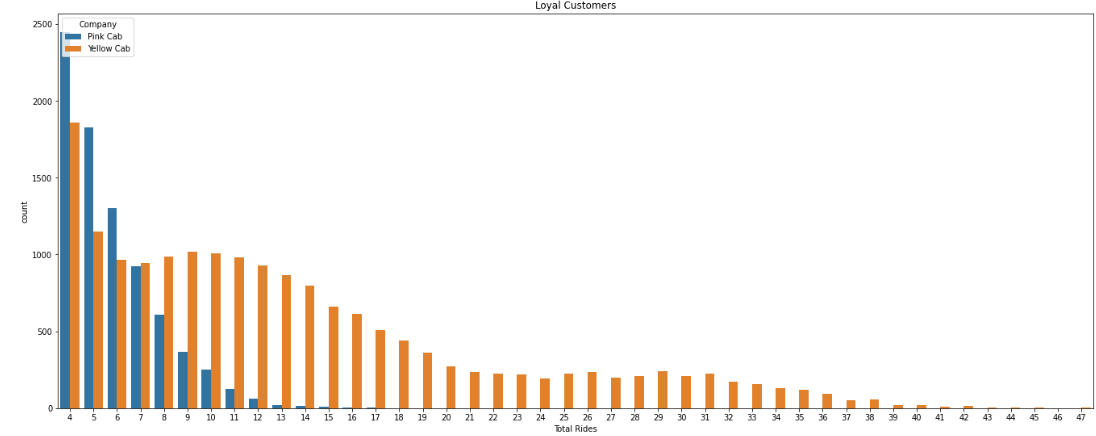 Loyal Customers
Company
Pink Cab
Yellow Cab
2500
2000
1500
1000
500
0
count
4 5 6 7 8 9 10 11 12 13 14 15 16 17 18 19 20 21 22 23 24 25 26 27 28 29 30 31 32 33 34 35 36 37 38 39 40 41 42 43 44 45 46 47
Total Rides